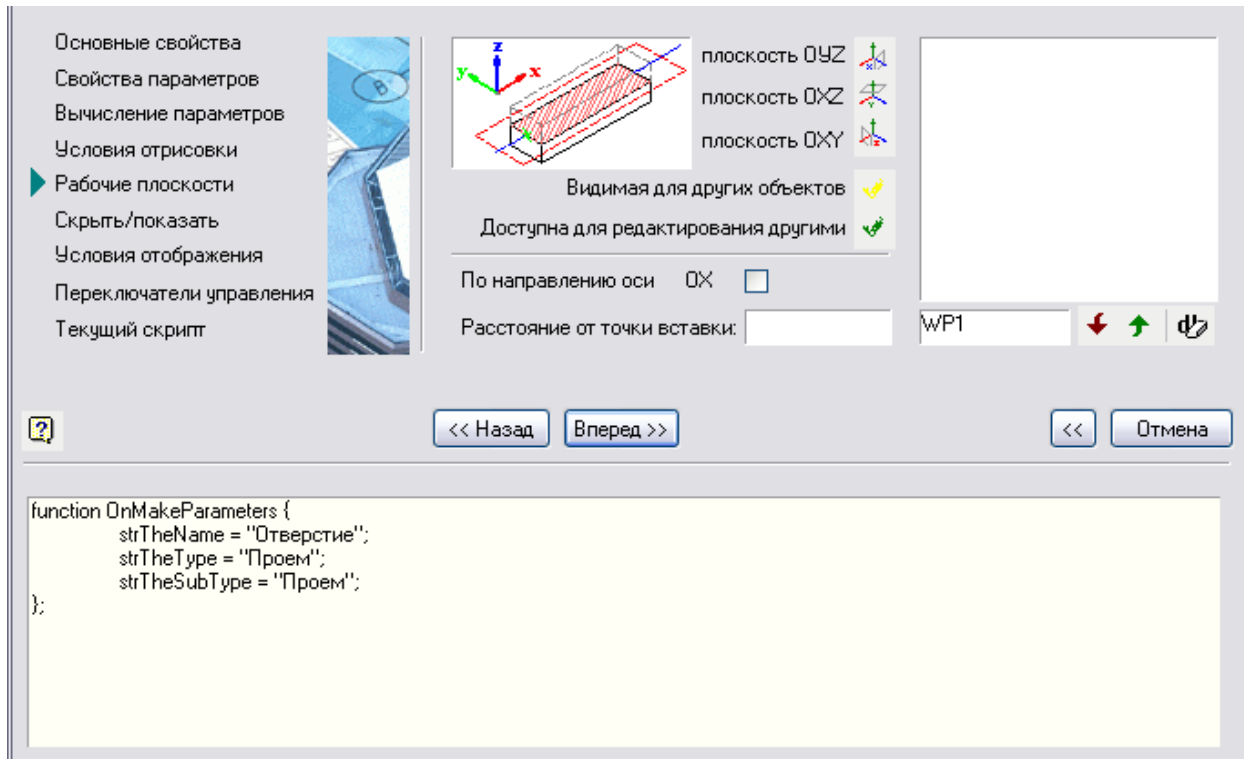 Основные свойства
Свойства параметров
Вычисление параметров
Условия отрисовки
Рабочие плоскости
Скрыть/показать
Условия отображения
Переключатели управления
Текущий скрипт
B
z
y
x
плоскость OYZ
плоскость OXZ
плоскость OXY
Видимая для других объектов
Доступна для редактирования другими
По направлению оси OX
Расстояние от точки вставки:
WP1
<< Назад
Вперед >>
<<
Отмена
function OnMakeParameters {
strTheName = "Отверстие";
strTheType = "Проем";
strTheSubType = "Проем";
};